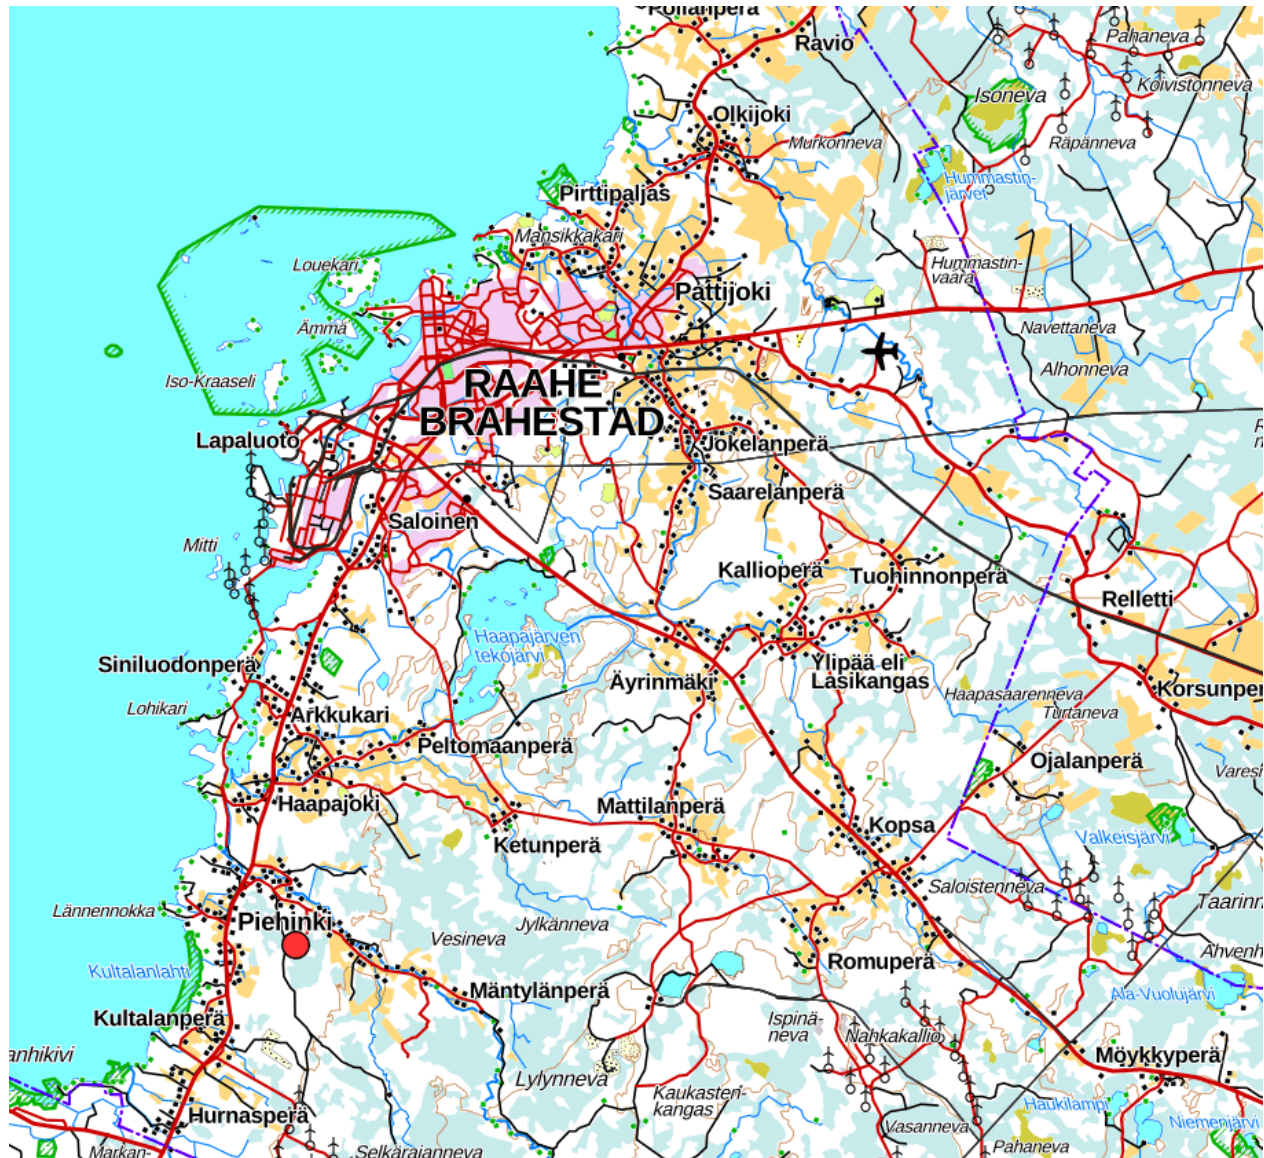 Pöllänperä
Ravio
Pahaneva
Koivistonneva
Isoneva
Olkijoki
Murkonneva
Räpänneva
Hummastin-
järvet
Pirttipaljas
Mansikkakari
Louekari
Hummastin-
vaara
Pattijoki
Ämmä
Navettaneva
Alhonneva
Iso-Kraaseli
RAAHE
BRAHESTAD
Lapaluoto
Jokelanperä
Saarelanperä
Saloinen
Mitti
Kallioperä
Tuohinnonperä
Relletti
Haapajärven
tekojärvi
Siniluodonperä
Ylipää eli
Lasikangas
Äyrinmäki
Korsunper
Haapasaarenneva
Turtaneva
Lohikari
Arkkukari
Peltomaanperä
Ojalanperä
Varesi
Haapajoki
Mattilanperä
Kopsa
Valkeisjärvi
Ketunperä
Saloistenneva
Taarinn
Lännennokka
Piehinki
Jylkänneva
Vesineva
Ahvenh
Romuperä
Kultalanlahti
Mäntylänperä
Ala-Vuolujärvi
Kultalanperä
Ispinä-
neva
Nahkakallio
anhikivi
Möykkyperä
Lylynneva
Kaukasten-
kangas
Haukilampi
Hurnasperä
Vasanneva
Niemenjärvi
Markan-
Selkärajanneva
Pahaneva